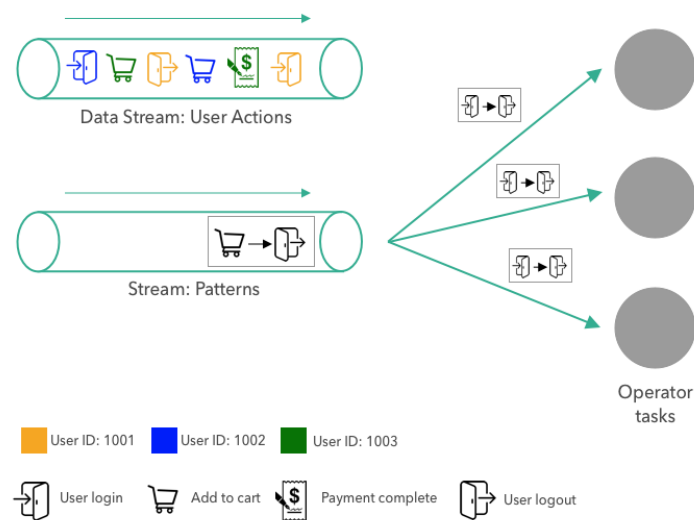 Data Stream: User Actions
Stream: Patterns
Operator
tasks
User ID: 1001
User ID: 1002
User ID: 1003
User login
Add to cart
$
Payment complete
User logout
$